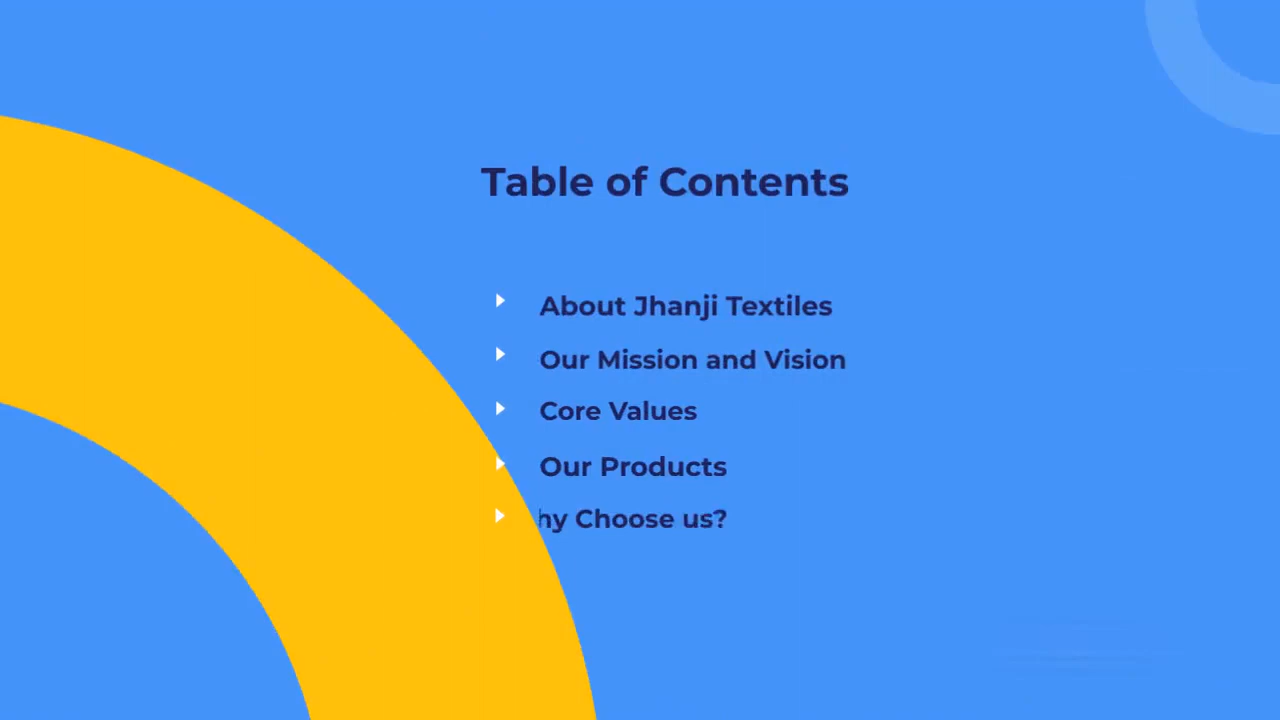 Table of Contents
About Jhanji Textiles
Our Mission and Vision
Core Values
Our Products
hy Choose us?